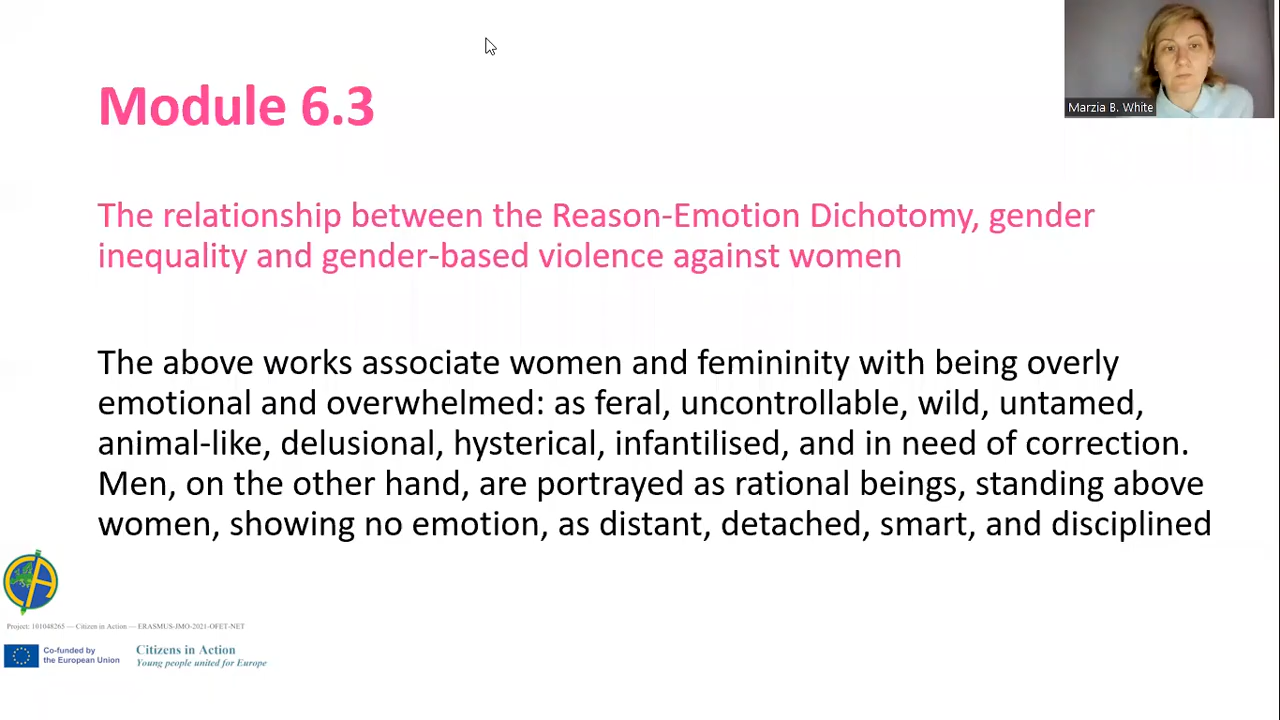 Marzia B. White
Module 6.3
The relationship between the Reason-Emotion Dichotomy, gender
inequality and gender-based violence against women
The above works associate women and femininity with being overly
emotional and overwhelmed: as feral, uncontrollable, wild, untamed,
animal-like, delusional, hysterical, infantilised, and in need of correction.
Men, on the other hand, are portrayed as rational beings, standing above
women, showing no emotion, as distant, detached, smart, and disciplined
Project: 101048265 — Citizen in Action — ERASMUS-JMO-2021-OFET-NET
Co-funded by
the European Union
Citizens in Action
Young people united for Europe